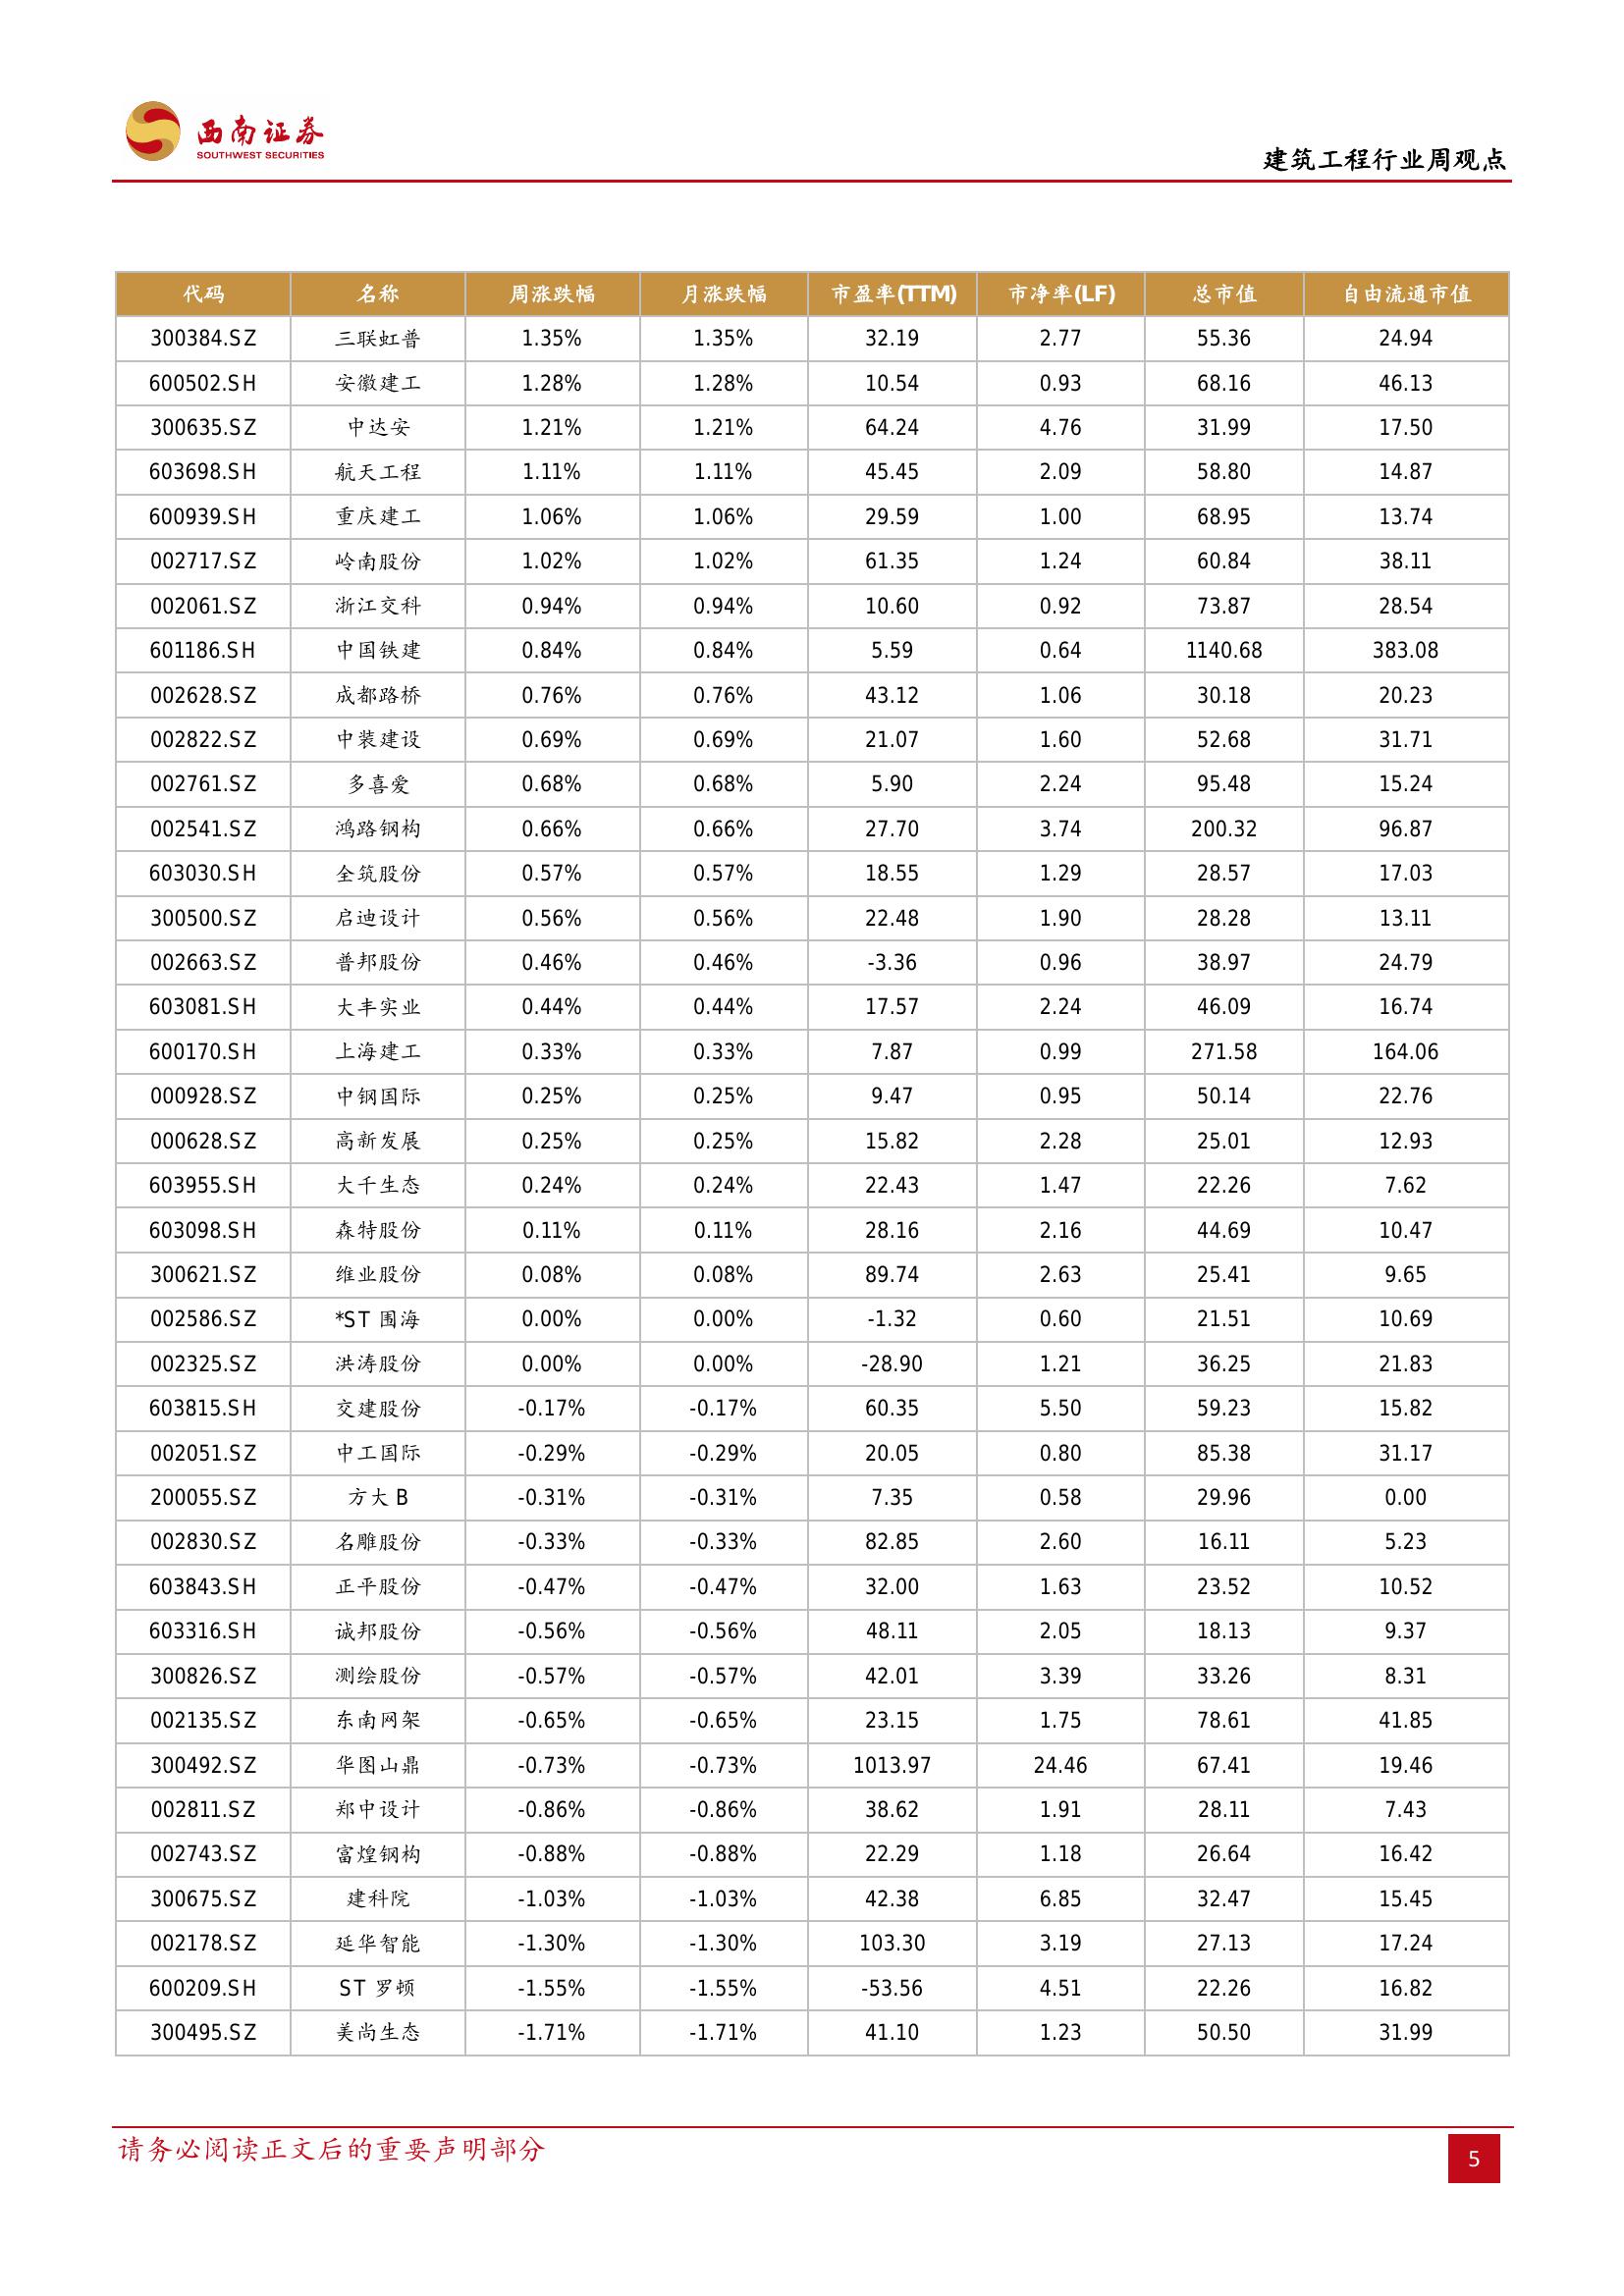 西南证券
SOUTHWEST SECURITIES
建筑工程行业周观点
代码 名称 周涨跌幅 月涨跌幅 市盈率(TTM) 市净率(LF) 总市值 自由流通市值
300384.SZ 三联虹普 1.35% 1.35% 32.19 2.77 55.36 24.94
600502.SH 安徽建工 1.28% 1.28% 10.54 0.93 68.16 46.13
300635.SZ 中达安 1.21% 1.21% 64.24 4.76 31.99 17.50
603698.SH 航天工程 1.11% 1.11% 45.45 2.09 58.80 14.87
600939.SH 重庆建工 1.06% 1.06% 29.59 1.00 68.95 13.74
002717.SZ 岭南股份 1.02% 1.02% 61.35 1.24 60.84 38.11
002061.SZ 浙江交科 0.94% 0.94% 10.60 0.92 73.87 28.54
601186.SH 中国铁建 0.84% 0.84% 5.59 0.64 1140.68 383.08
002628.SZ 成都路桥 0.76% 0.76% 43.12 1.06 30.18 20.23
002822.SZ 中装建设 0.69% 0.69% 21.07 1.60 52.68 31.71
002761.SZ 多喜爱 0.68% 0.68% 5.90 2.24 95.48 15.24
002541.SZ 鸿路钢构 0.66% 0.66% 27.70 3.74 200.32 96.87
603030.SH 全筑股份 0.57% 0.57% 18.55 1.29 28.57 17.03
300500.SZ 启迪设计 0.56% 0.56% 22.48 1.90 28.28 13.11
002663.SZ 普邦股份 0.46% 0.46% -3.36 0.96 38.97 24.79
603081.SH 大丰实业 0.44% 0.44% 17.57 2.24 46.09 16.74
600170.SH 上海建工 0.33% 0.33% 7.87 0.99 271.58 164.06
000928.SZ 中钢国际 0.25% 0.25% 9.47 0.95 50.14 22.76
000628.SZ 高新发展 0.25% 0.25% 15.82 2.28 25.01 12.93
603955.SH 大千生态 0.24% 0.24% 22.43 1.47 22.26 7.62
603098.SH 森特股份 0.11% 0.11% 28.16 2.16 44.69 10.47
300621.SZ 维业股份 0.08% 0.08% 89.74 2.63 25.41 9.65
002586.SZ *ST 围海 0.00% 0.00% -1.32 0.60 21.51 10.69
002325.SZ 洪涛股份 0.00% 0.00% -28.90 1.21 36.25 21.83
603815.SH 交建股份 -0.17% -0.17% 60.35 5.50 59.23 15.82
002051.SZ 中工国际 -0.29% -0.29% 20.05 0.80 85.38 31.17
200055.SZ 方大 B -0.31% -0.31% 7.35 0.58 29.96 0.00
002830.SZ 名雕股份 -0.33% -0.33% 82.85 2.60 16.11 5.23
603843.SH 正平股份 -0.47% -0.47% 32.00 1.63 23.52 10.52
603316.SH 诚邦股份 -0.56% -0.56% 48.11 2.05 18.13 9.37
300826.SZ 测绘股份 -0.57% -0.57% 42.01 3.39 33.26 8.31
002135.SZ 东南网架 -0.65% -0.65% 23.15 1.75 78.61 41.85
300492.SZ 华图山鼎 -0.73% -0.73% 1013.97 24.46 67.41 19.46
002811.SZ 郑中设计 -0.86% -0.86% 38.62 1.91 28.11 7.43
002743.SZ 富煌钢构 -0.88% -0.88% 22.29 1.18 26.64 16.42
300675.SZ 建科院 -1.03% -1.03% 42.38 6.85 32.47 15.45
002178.SZ 延华智能 -1.30% -1.30% 103.30 3.19 27.13 17.24
600209.SH ST 罗顿 -1.55% -1.55% -53.56 4.51 22.26 16.82
300495.SZ 美尚生态 -1.71% -1.71% 41.10 1.23 50.50 31.99
请务必阅读正文后的重要声明部分
5